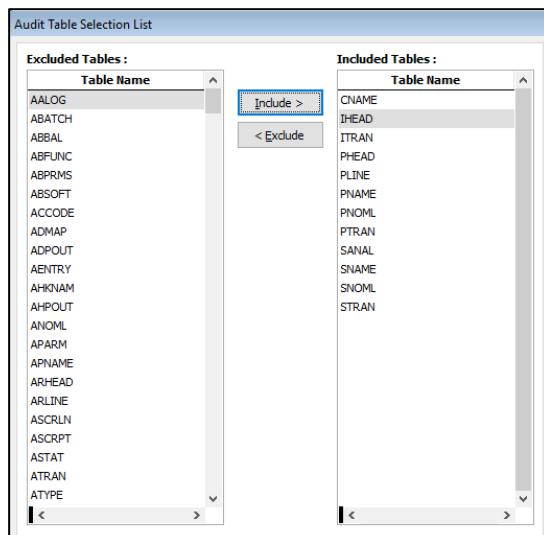 Audit Table Selection List
Excluded Tables :
Table Name
AALOG
ABATCH
ABBAL
ABFUNC
ABPRMS
ABSOFT
ACCODE
ADMAP
ADPOUT
AENTRY
AHKNAM
AHPOUT
ANOML
APARM
APNAME
ARHEAD
ARLINE
ASCRLN
ASCRPT
ASTAT
ATRAN
ATYPE
Include >
< Exclude
Included Tables :
Table Name
CNAME
IHEAD
ITRAN
PHEAD
PLINE
PNAME
PNOML
PTRAN
SANAL
SNAME
SNOML
STRAN